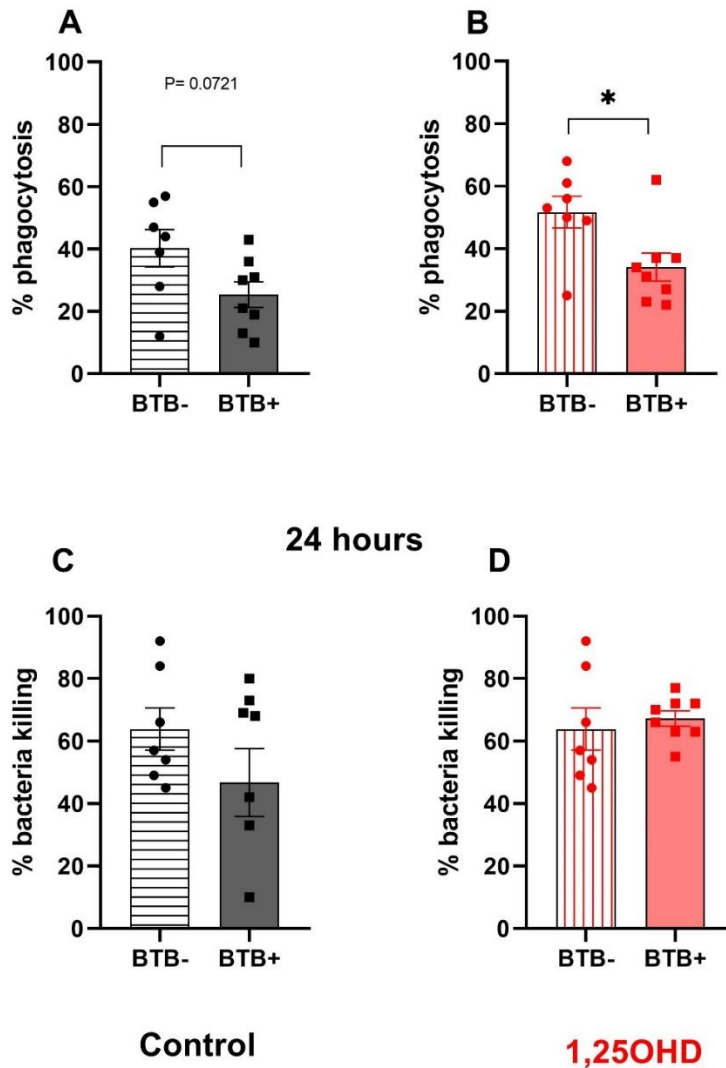 A
B
100
80
60
40
20
0
% phagocytosis
P= 0.0721
BTB-
BTB+
100
80
60
40
20
0
% phagocytosis
*
BTB-
BTB+
24 hours
C
D
100
80
60
40
20
0
% bacteria killing
BTB-
BTB+
100
80
60
40
20
0
% bacteria killing
BTB-
BTB+
Control
1,25OHD